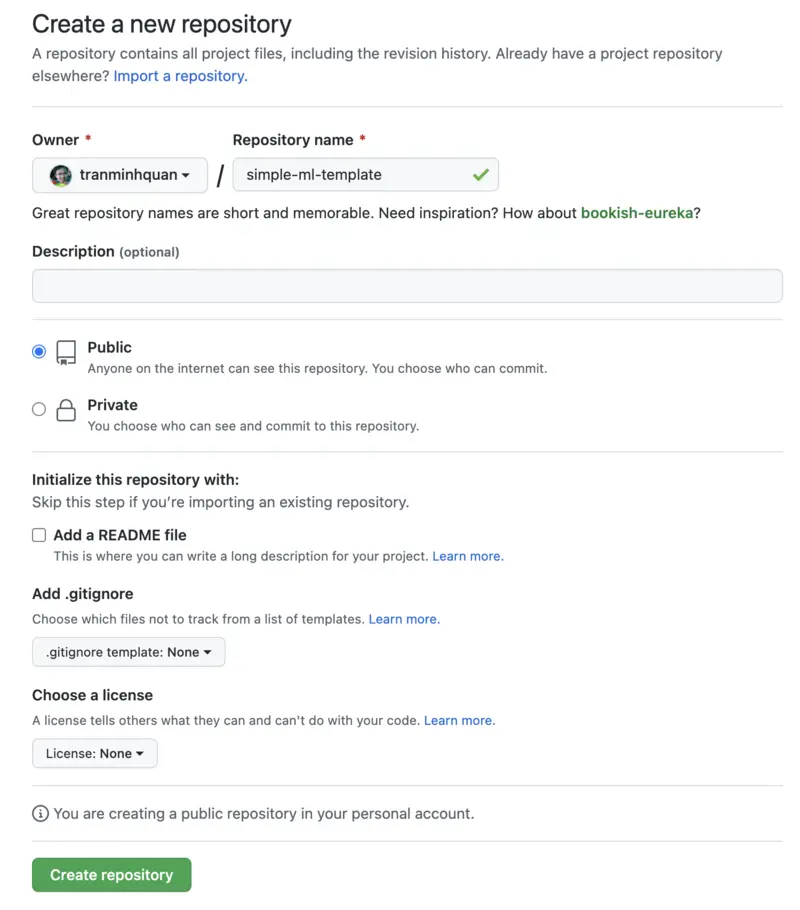 Create a new repository
A repository contains all project files, including the revision history. Already have a project repository
elsewhere? Import a repository.
Owner *
Repository name *
tranminhquan
/
simple-ml-template
Great repository names are short and memorable. Need inspiration? How about bookish-eureka?
Description (optional)
Public
Anyone on the internet can see this repository. You choose who can commit.
Private
You choose who can see and commit to this repository.
Initialize this repository with:
Skip this step if you’re importing an existing repository.
Add a README file
This is where you can write a long description for your project. Learn more.
Add .gitignore
Choose which files not to track from a list of templates. Learn more.
.gitignore template: None
Choose a license
A license tells others what they can and can't do with your code. Learn more.
License: None
You are creating a public repository in your personal account.
Create repository